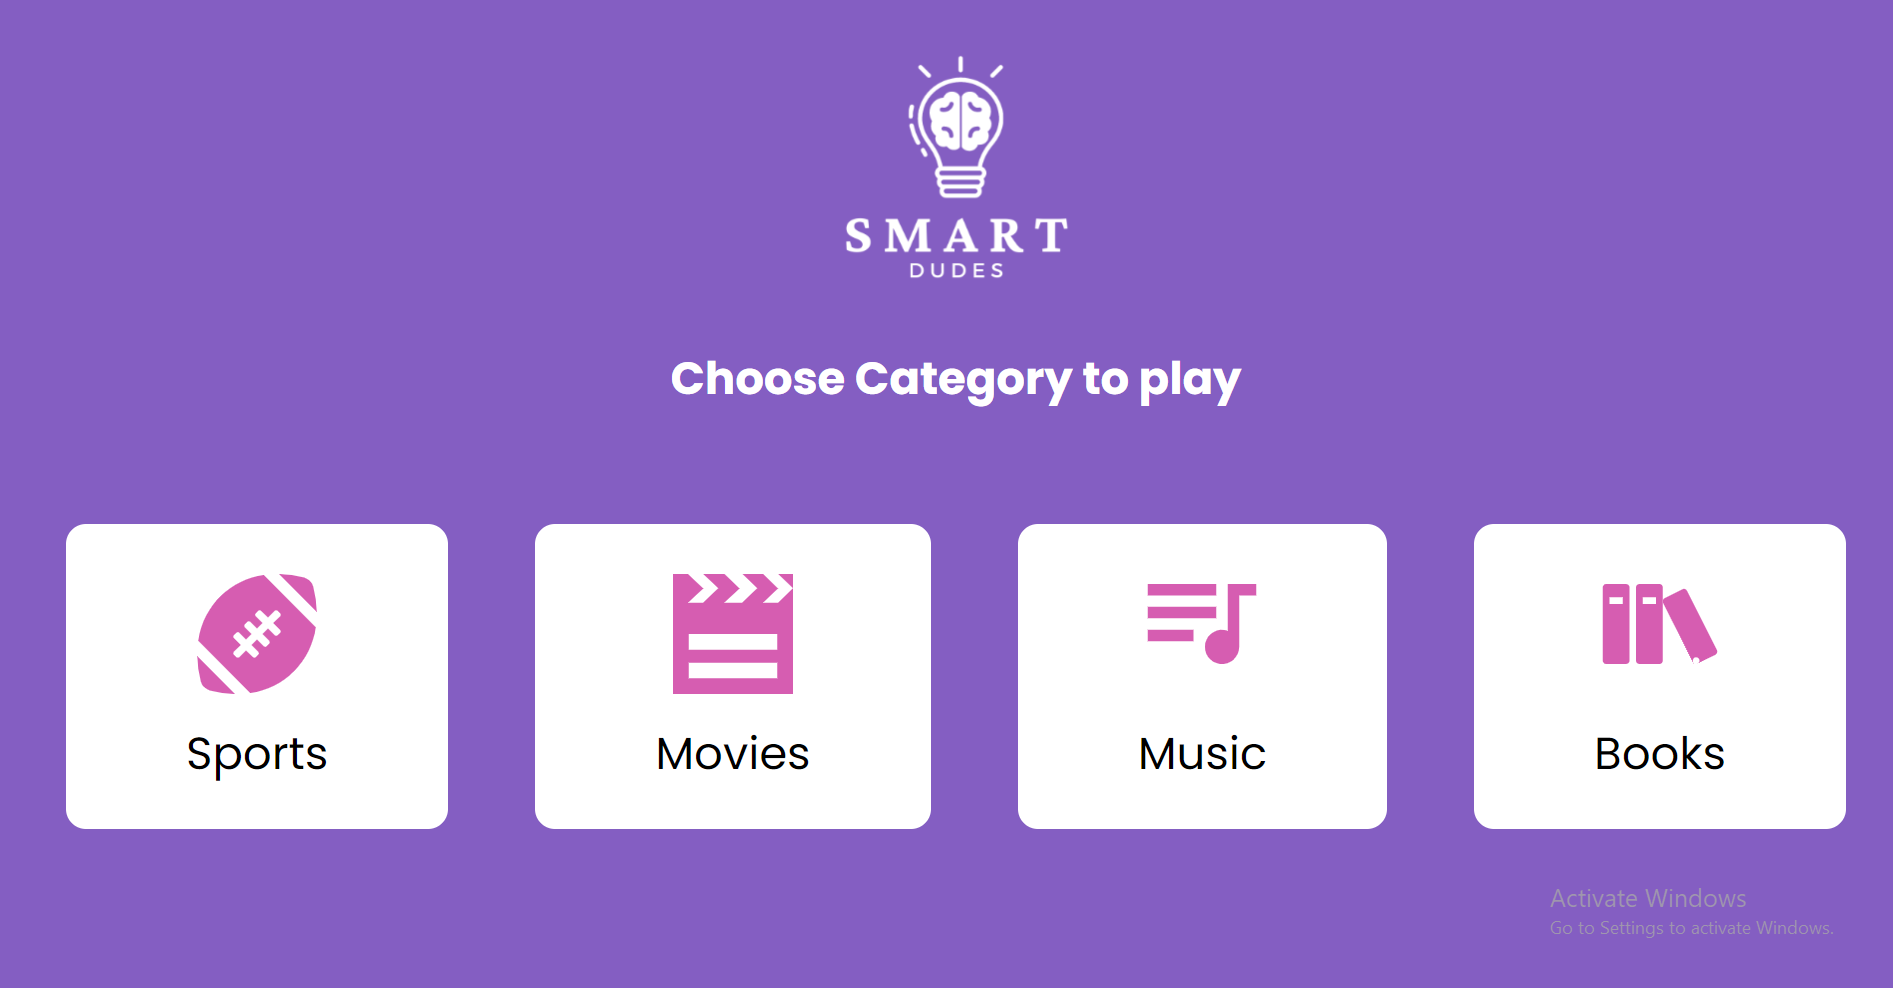 SMART
DUDES
Choose Category to play
Sports
Movies
Music
Books
Activate Windows
Go to Settings to activate Windows.